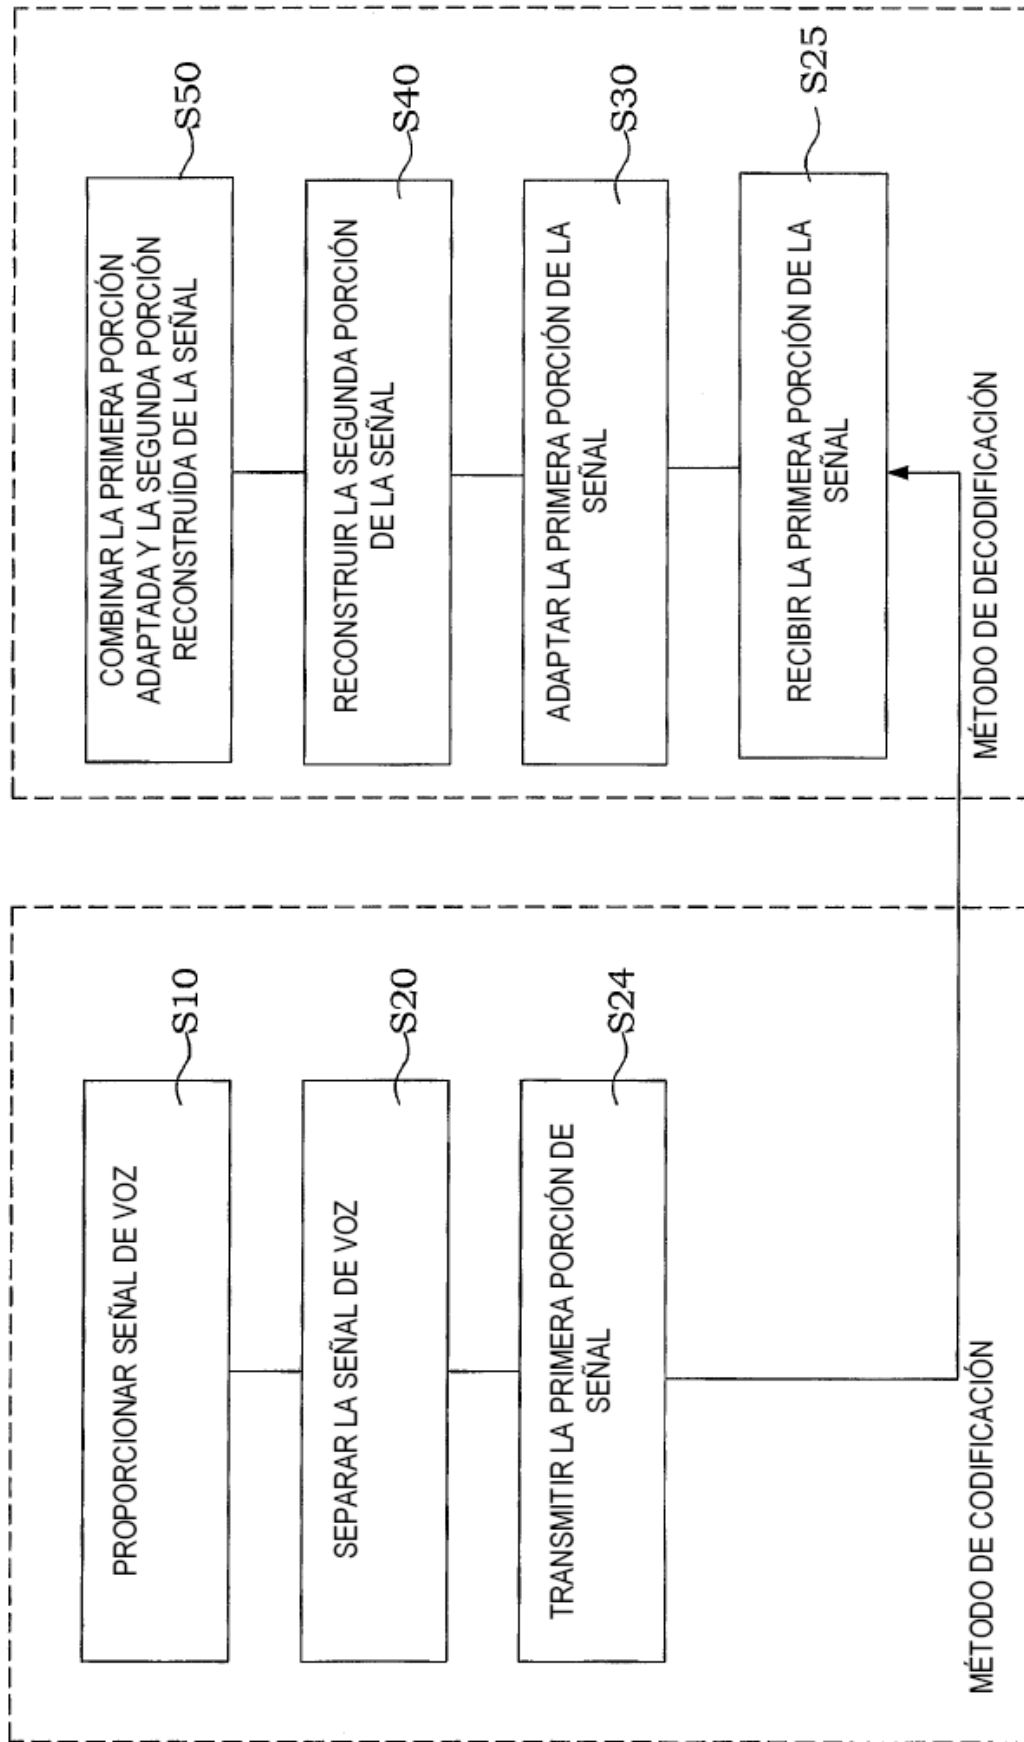 PROPORCIONAR SEÑAL DE VOZ
S10
SEPARAR LA SEÑAL DE VOZ
S20
TRANSMITIR LA PRIMERA PORCIÓN DE
SEÑAL
S24
MÉTODO DE CODIFICACIÓN
COMBINAR LA PRIMERA PORCIÓN
ADAPTADA Y LA SEGUNDA PORCIÓN
RECONSTRUÍDA DE LA SEÑAL
S50
RECONSTRUIR LA SEGUNDA PORCIÓN
DE LA SEÑAL
S40
ADAPTAR LA PRIMERA PORCIÓN DE LA
SEÑAL
S30
RECIBIR LA PRIMERA PORCIÓN DE LA
SEÑAL
S25
MÉTODO DE DECODIFICACIÓN